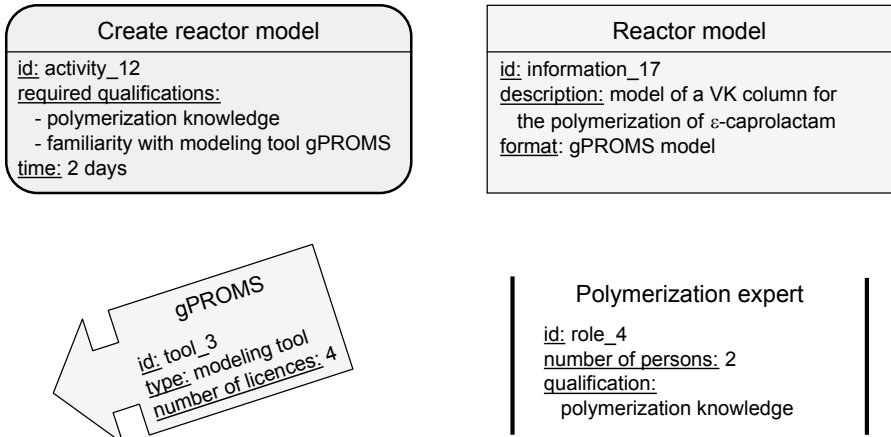 Create reactor model
id: activity_12
required qualifications:
- polymerization knowledge
- familiarity with modeling tool gPROMS
time: 2 days
Reactor model
id: information_17
description: model of a VK column for
the polymerization of ε-caprolactam
format: gPROMS model
gPROMS
id: tool_3
type: modeling tool
number of licences: 4
Polymerization expert
id: role_4
number of persons: 2
qualification:
polymerization knowledge